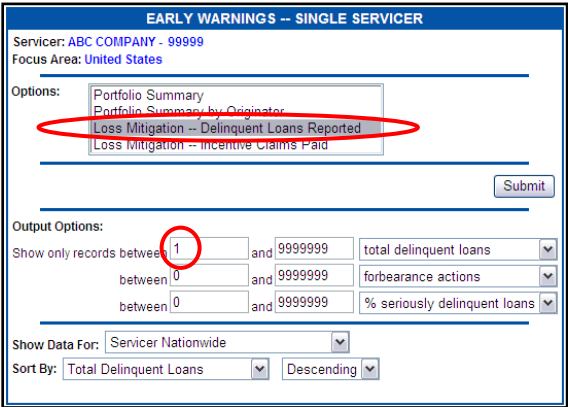 EARLY WARNINGS -- SINGLE SERVICER
Servicer: ABC COMPANY - 99999
Focus Area: United States
Options: Portfolio Summary
Portfolio Summary by Originator
Loss Mitigation -- Delinquent Loans Reported
Loss Mitigation -- Incentive Claims Paid
Submit
Output Options:
Show only records between 1 and 9999999 total delinquent loans
between 0 and 9999999 forbearance actions
between 0 and 9999999 % seriously delinquent loans
Show Data For: Servicer Nationwide
Sort By: Total Delinquent Loans Descending